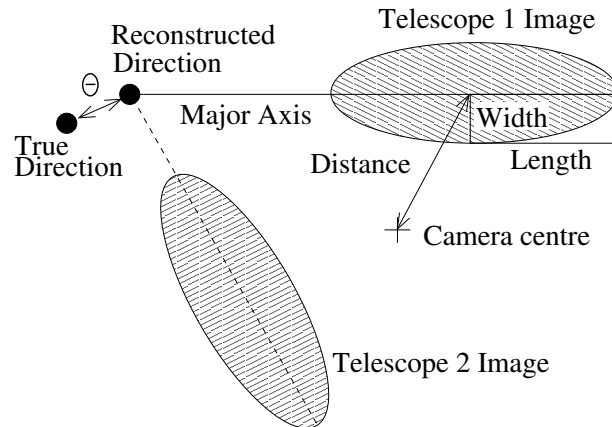 Telescope 1 Image
Reconstructed
Direction
Θ
Major Axis
Width
True
Direction
Distance
Length
Camera centre
Telescope 2 Image